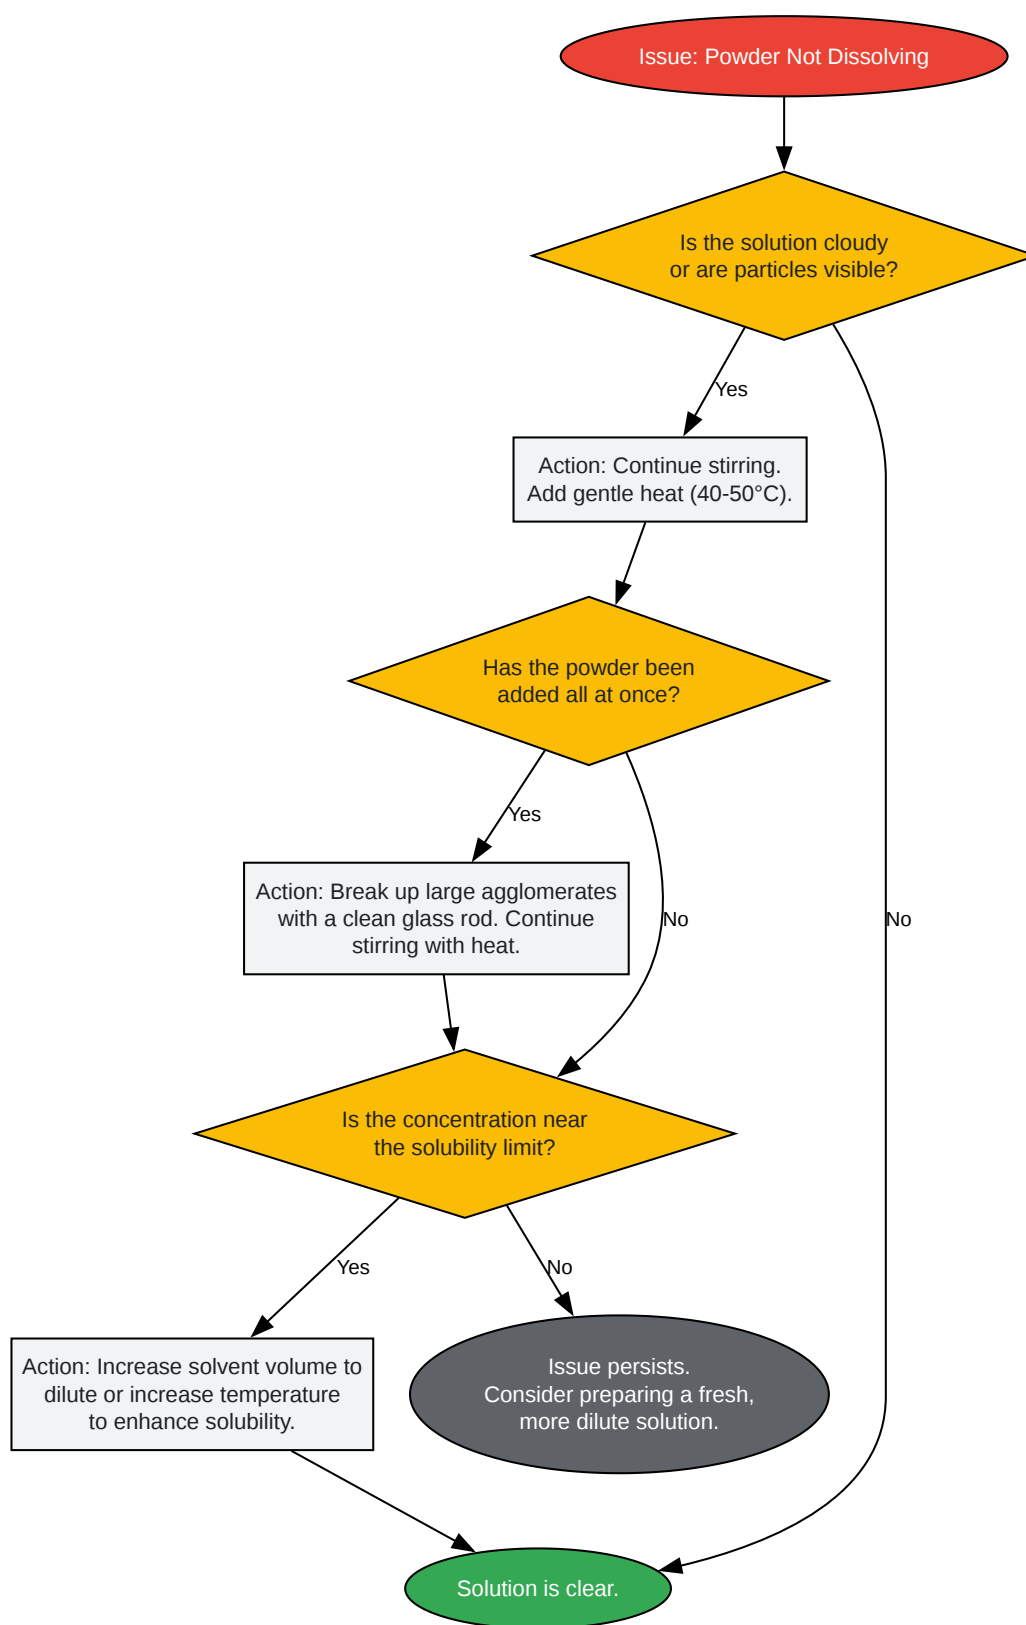 Issue: Powder Not Dissolving
Is the solution cloudy
or are particles visible?
Yes
Action: Continue stirring.
Add gentle heat (40-50°C).
Has the powder been
added all at once?
Yes
Action: Break up large agglomerates
with a clean glass rod. Continue
stirring with heat.
No
No
Is the concentration near
the solubility limit?
Yes
No
Action: Increase solvent volume to
dilute or increase temperature
to enhance solubility.
Issue persists.
Consider preparing a fresh,
more dilute solution.
Solution is clear.